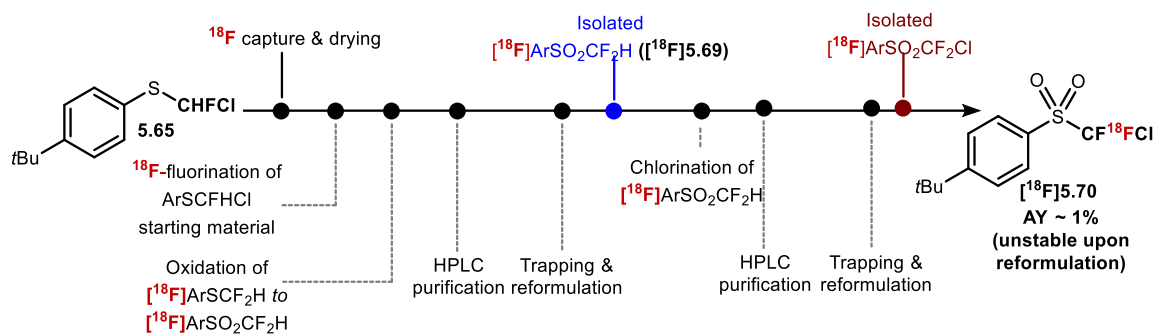 ¹⁸F capture & drying
Isolated
[¹⁸F]ArSO₂CF₂H ([¹⁸F]5.69)
Isolated
[¹⁸F]ArSO₂CF₂Cl
S
CHFCl
5.65
tBu
¹⁸F-fluorination of
ArSCFHCl
starting material
Oxidation of
[¹⁸F]ArSCF₂H to
[¹⁸F]ArSO₂CF₂H
HPLC
purification
Trapping &
reformulation
Chlorination of
[¹⁸F]ArSO₂CF₂H
HPLC
purification
Trapping &
reformulation
O O
S
CF¹⁸FCl
tBu
[¹⁸F]5.70
AY ~ 1%
(unstable upon
reformulation)